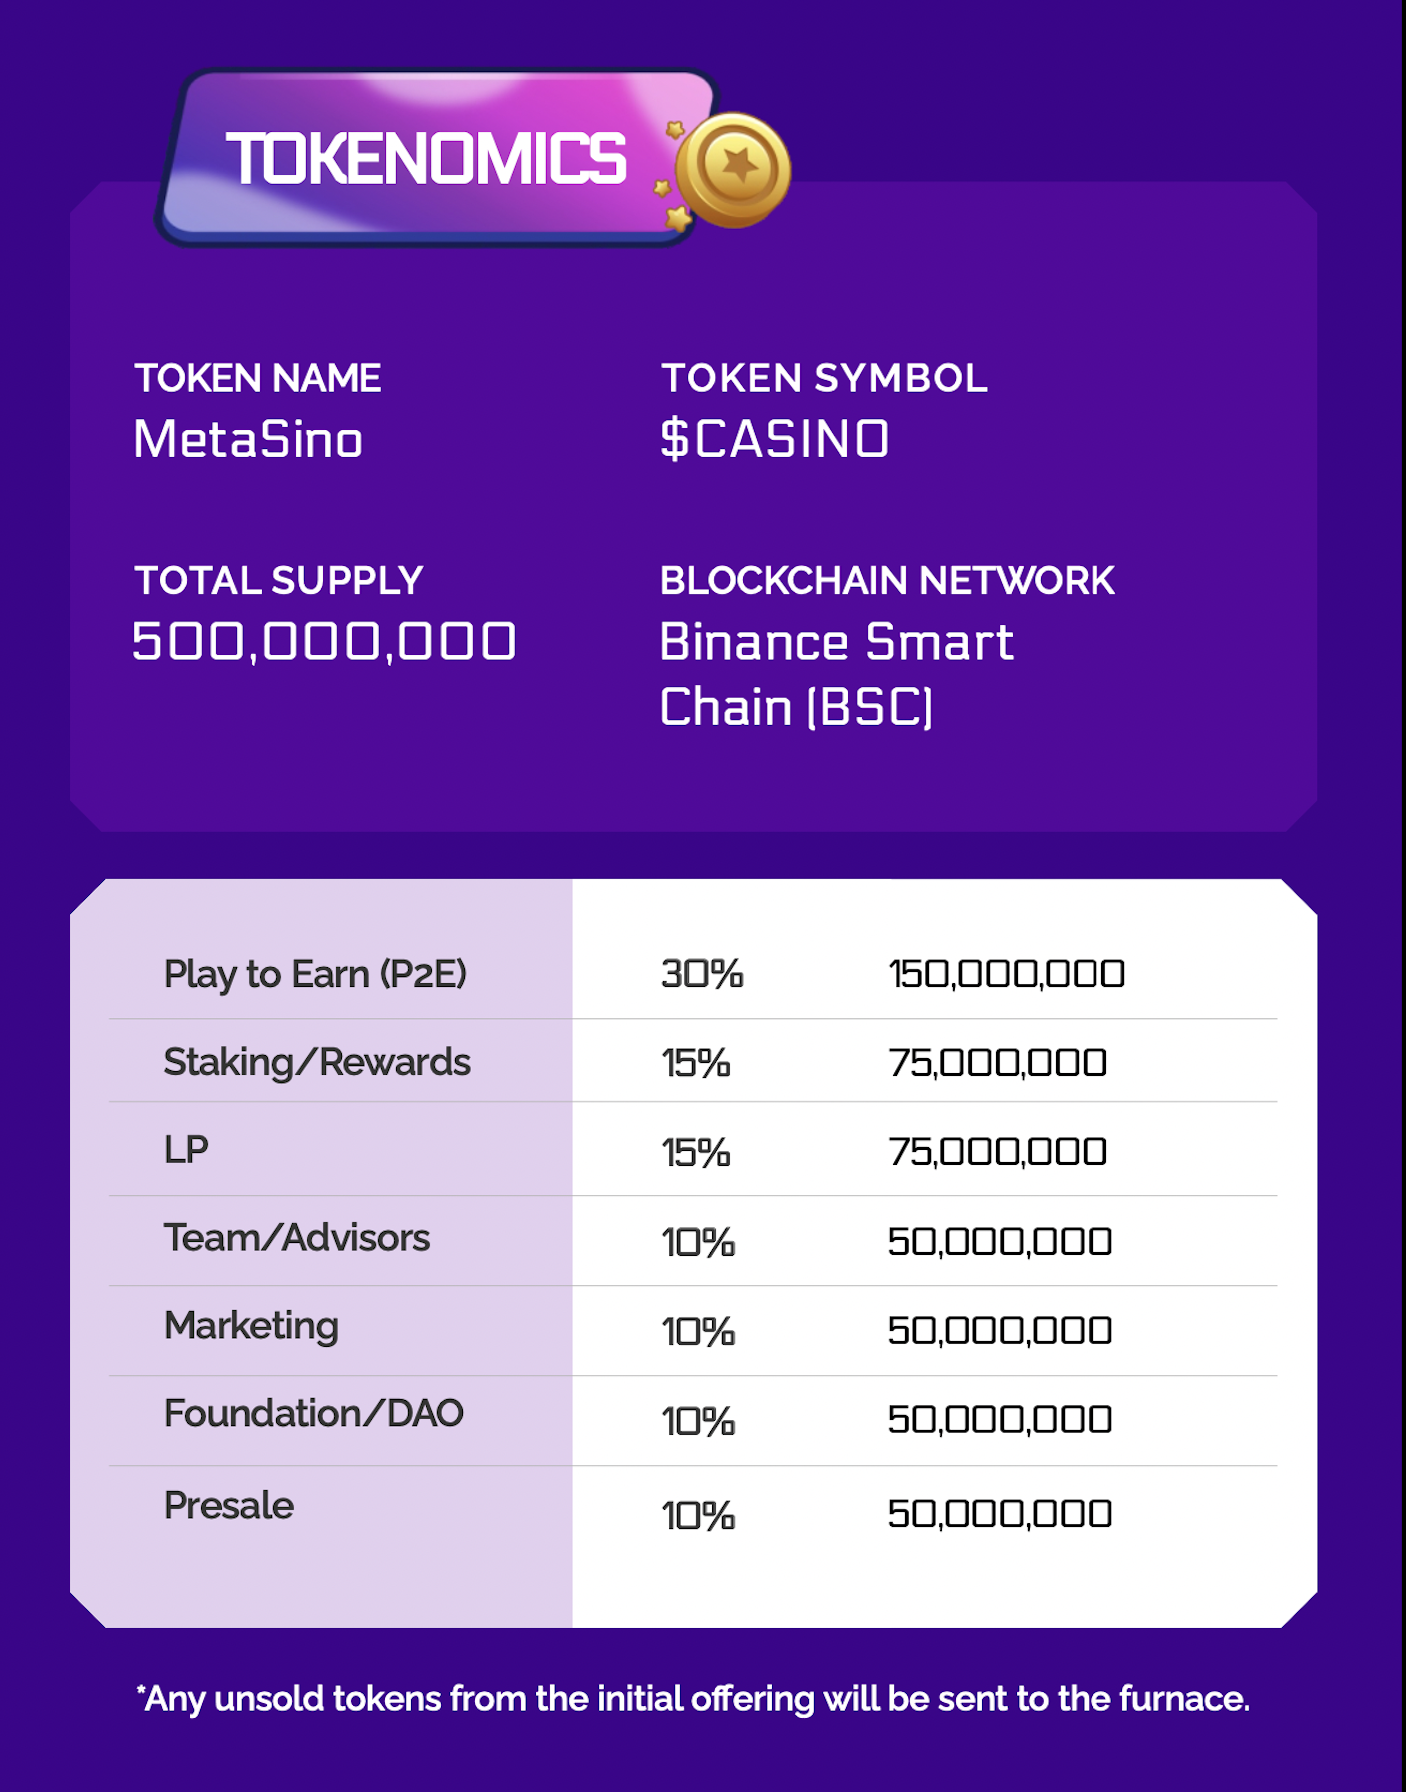 TOKENOMICS
TOKEN NAME
MetaSino
TOKEN SYMBOL
$CASINO
TOTAL SUPPLY
500,000,000
BLOCKCHAIN NETWORK
Binance Smart
Chain (BSC)
Play to Earn (P2E) 30% 150,000,000
Staking/Rewards 15% 75,000,000
LP 15% 75,000,000
Team/Advisors 10% 50,000,000
Marketing 10% 50,000,000
Foundation/DAO 10% 50,000,000
Presale 10% 50,000,000
*Any unsold tokens from the initial offering will be sent to the furnace.